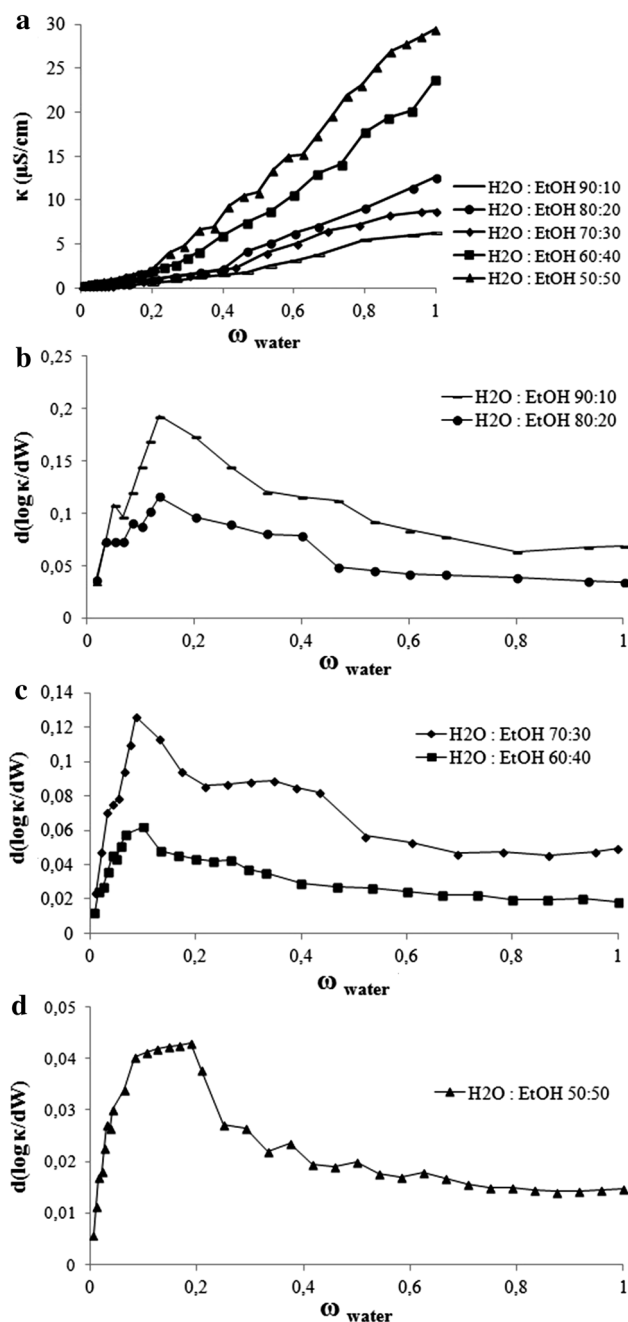 a
κ (µS/cm)
30
25
20
15
10
5
0
0 0,2 0,4 0,6 0,8 1
ω water
H2O : EtOH 90:10
H2O : EtOH 80:20
H2O : EtOH 70:30
H2O : EtOH 60:40
H2O : EtOH 50:50
b
d(log κ/dW)
0,25
0,2
0,15
0,1
0,05
0
0 0,2 0,4 0,6 0,8 1
ω water
H2O : EtOH 90:10
H2O : EtOH 80:20
c
d(log κ/dW)
0,14
0,12
0,1
0,08
0,06
0,04
0,02
0
0 0,2 0,4 0,6 0,8 1
ω water
H2O : EtOH 70:30
H2O : EtOH 60:40
d
d(log κ/dW)
0,05
0,04
0,03
0,02
0,01
0
0 0,2 0,4 0,6 0,8 1
ω water
H2O : EtOH 50:50